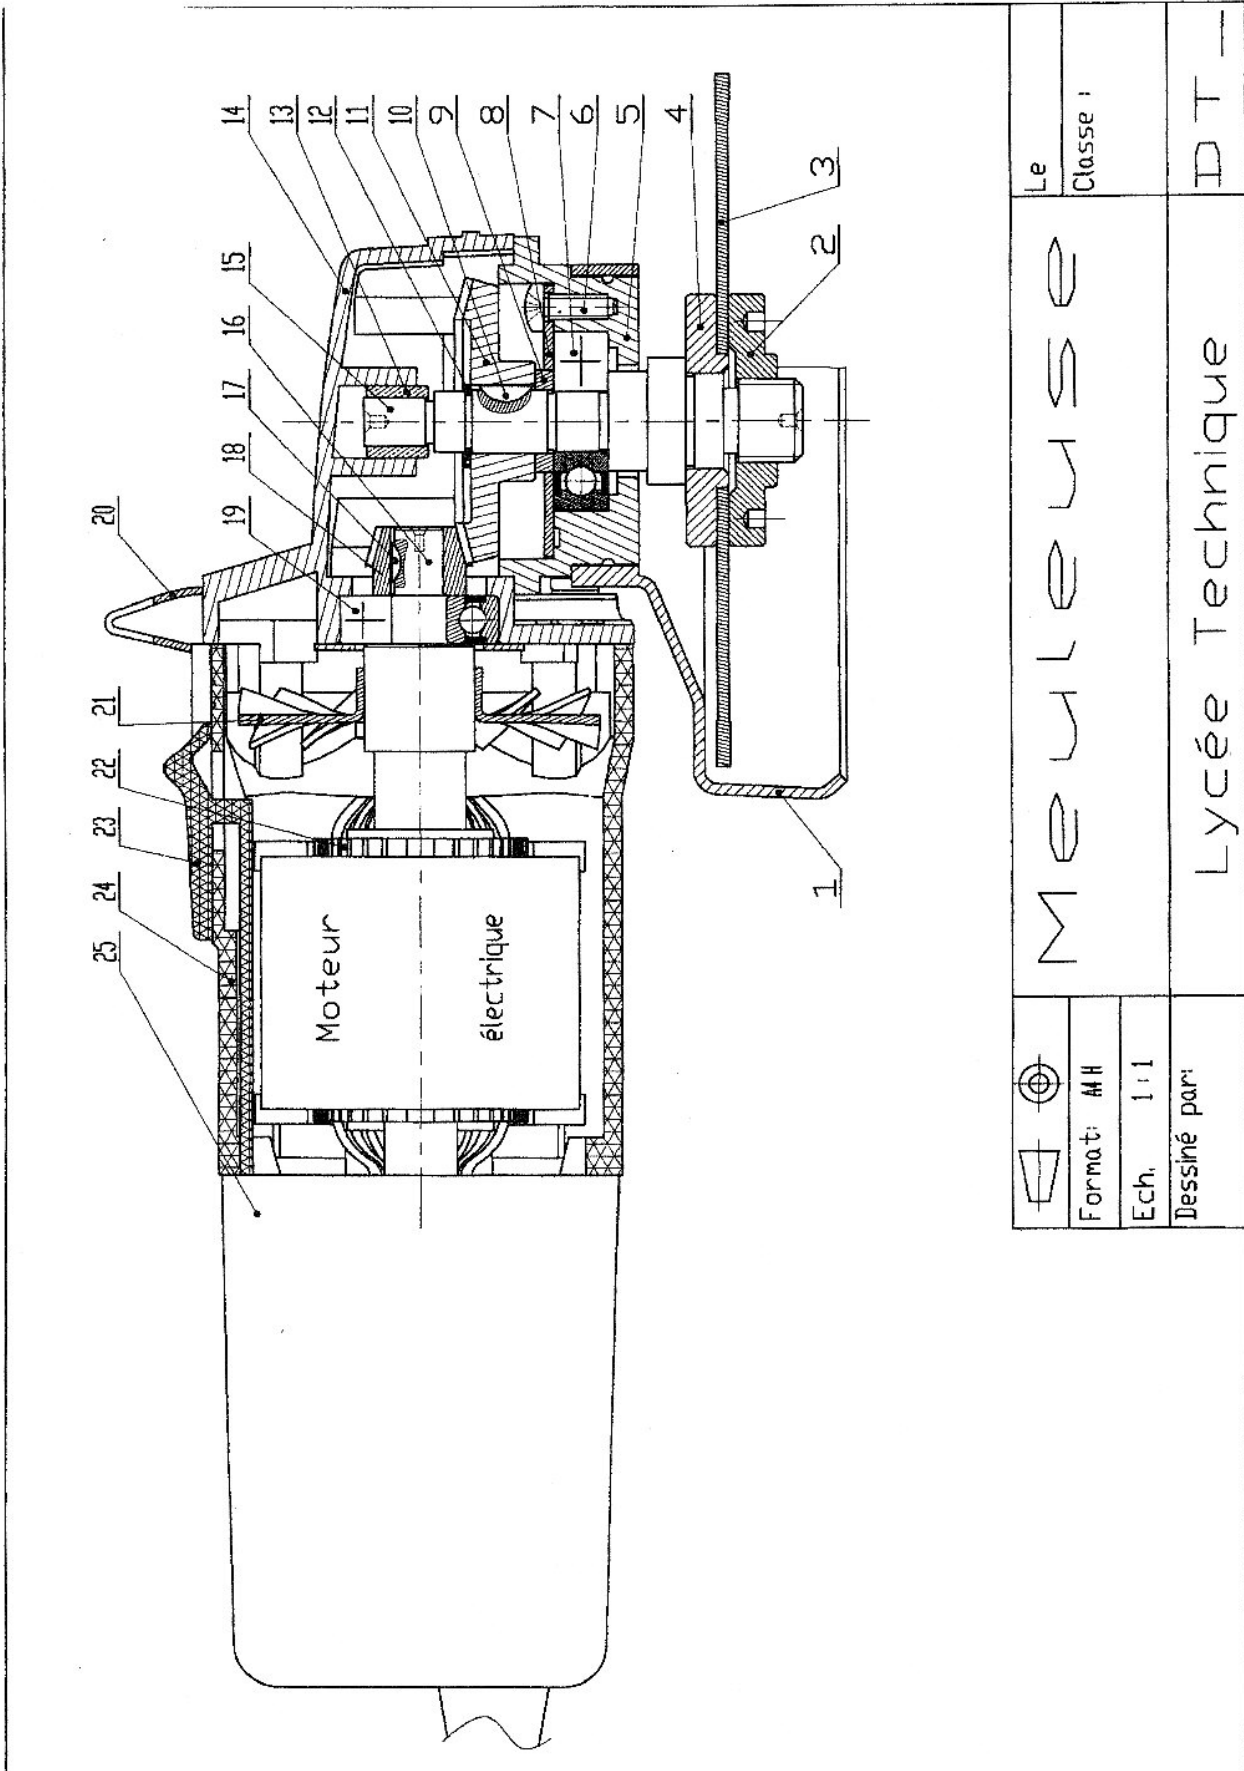 14
13
12
11
10
9
8
7
6
5
4
3
2
15
16
17
18
19
20
21
22
23
24
25
1
Moteur
électrique
Format: A4 H
Ech. 1:1
Dessiné par:
Meuleuse
Lycée Technique
Le
Classe :
DT-